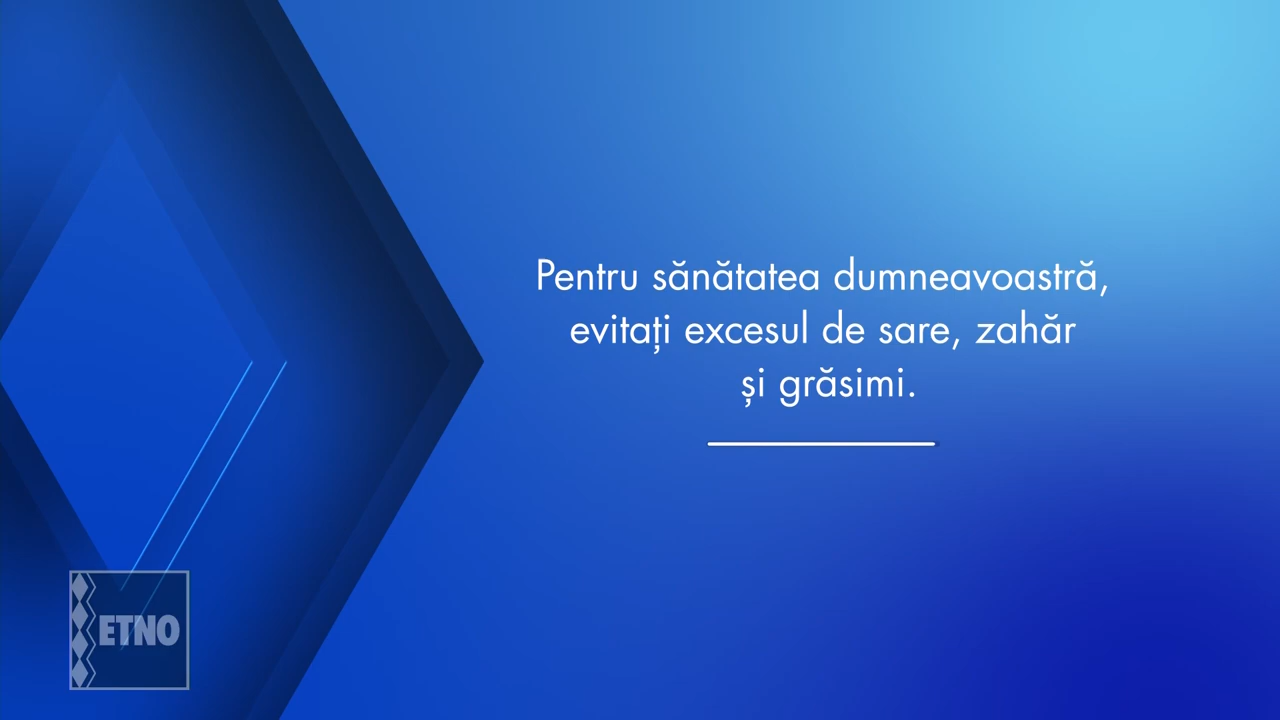 Pentru sănătatea dumneavoastră,
evitați excesul de sare, zahăr
și grăsimi.
ETNO